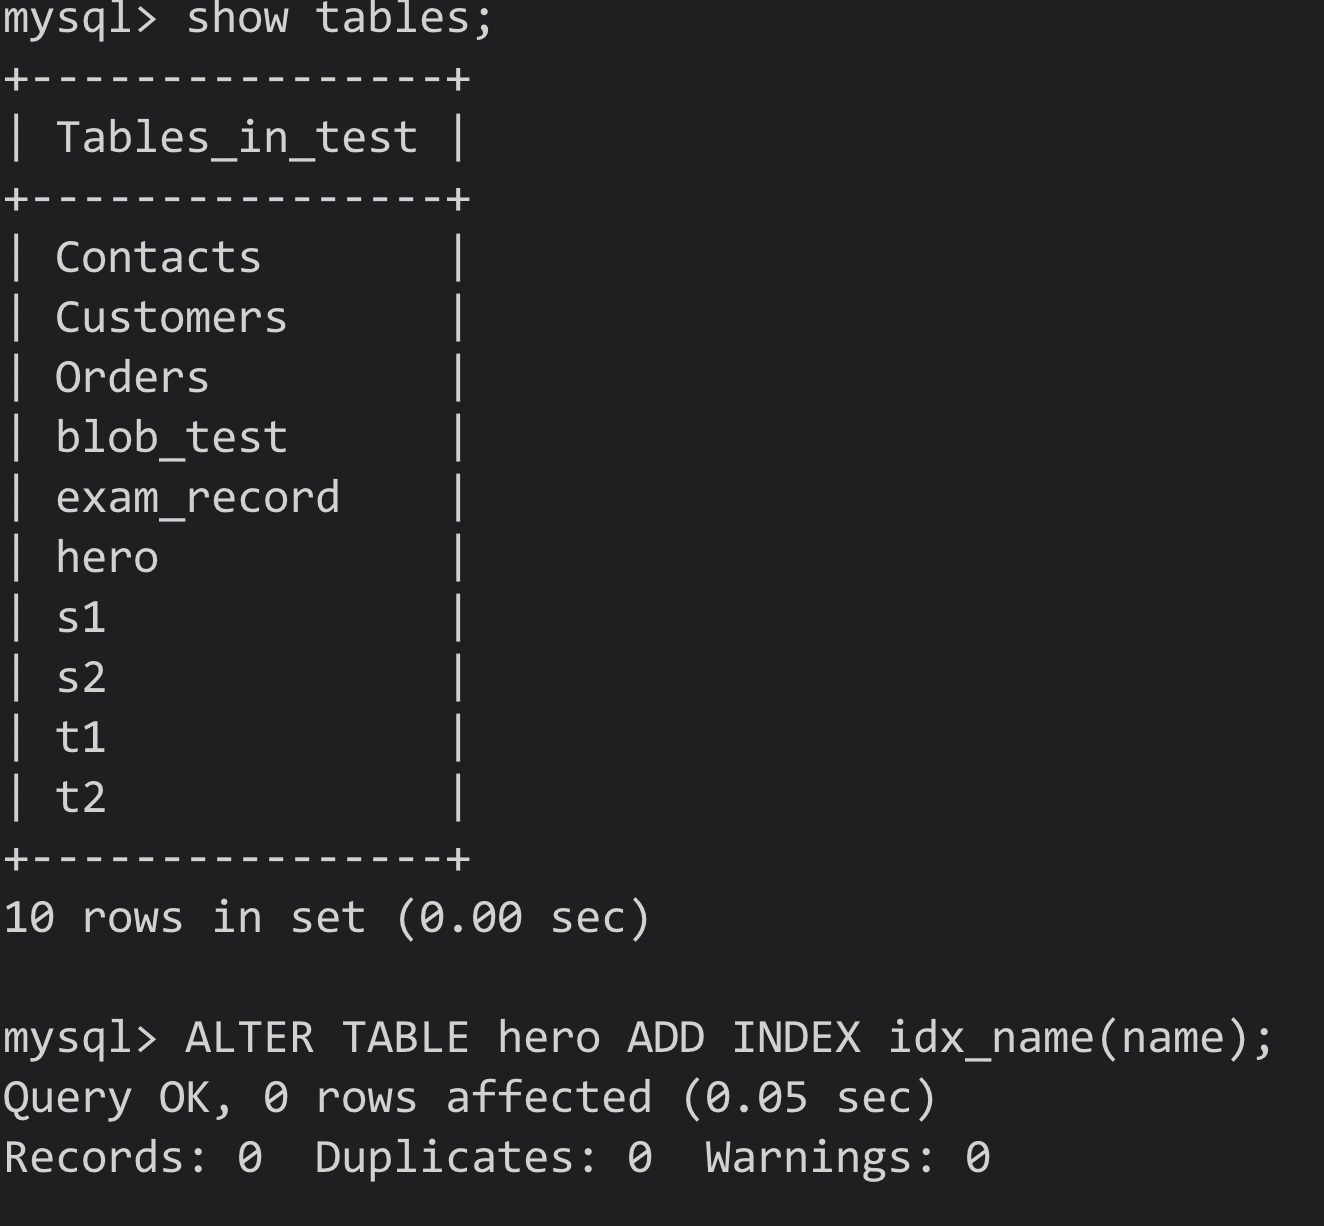 mysql> show tables;
+----------------+
| Tables_in_test |
+----------------+
| Contacts       |
| Customers      |
| Orders         |
| blob_test      |
| exam_record    |
| hero           |
| s1             |
| s2             |
| t1             |
| t2             |
+----------------+
10 rows in set (0.00 sec)

mysql> ALTER TABLE hero ADD INDEX idx_name(name);
Query OK, 0 rows affected (0.05 sec)
Records: 0  Duplicates: 0  Warnings: 0